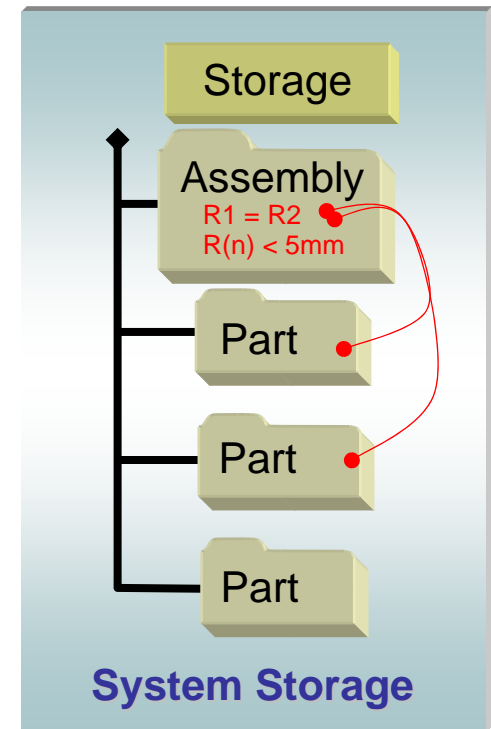 Storage
Assembly
R1 = R2
R(n) < 5mm
Part
Part
Part
System Storage